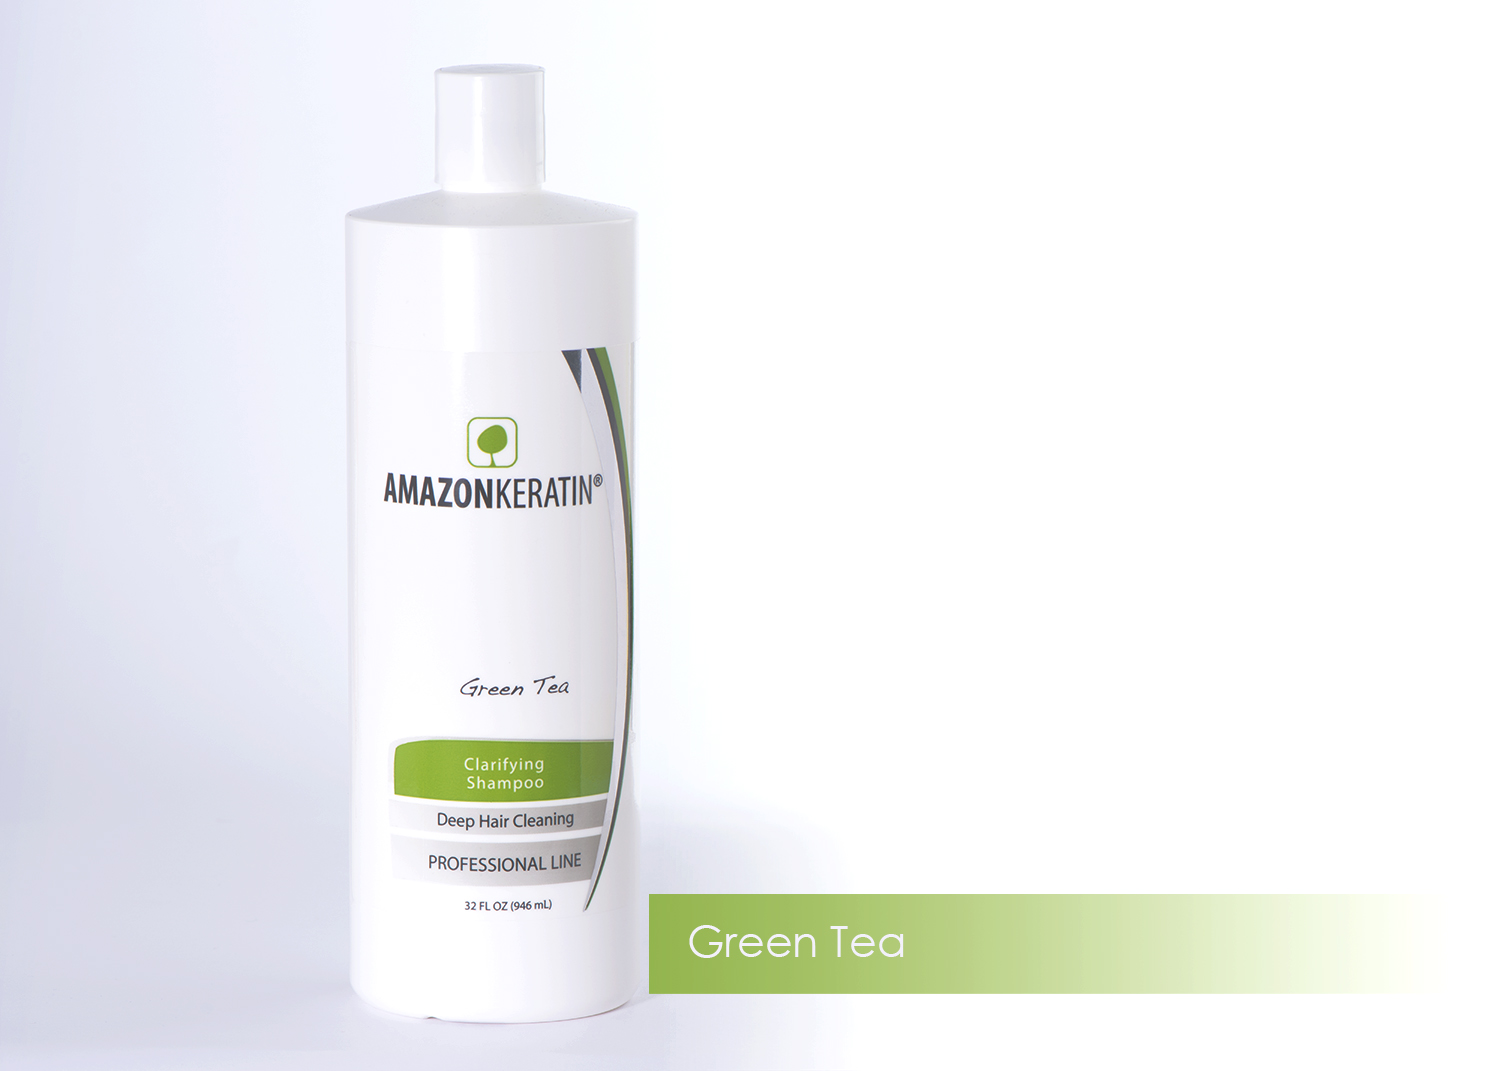 AMAZONKERATIN®
Green Tea
Clarifying
Shampoo
Deep Hair Cleaning
PROFESSIONAL LINE
32 FL OZ (946 mL)
Green Tea